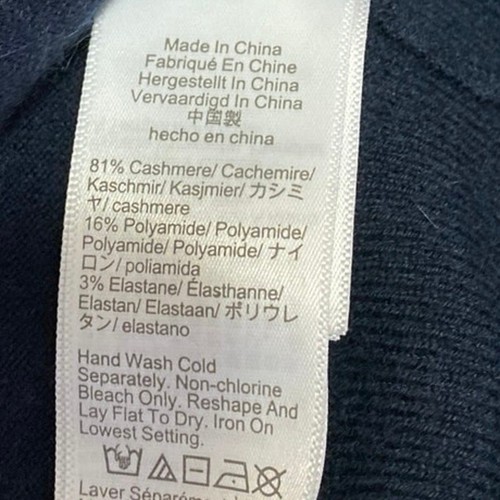 Made In China
Fabriqué En Chine
Hergestellt In China
Vervaardigd In China
中国製
hecho en china
81% Cashmere/ Cachemire/
Kaschmir/ Kasjmier/ カシミ
ヤ/ cashmere
16% Polyamide/ Polyamide/
Polyamide/ Polyamide/ ナイ
ロン/ poliamida
3% Elastane/ Élasthanne/
Elastan/ Elastaan/ ポリウレ
タン/ elastano
Hand Wash Cold
Separately. Non-chlorine
Bleach Only. Reshape And
Lay Flat To Dry. Iron On
Lowest Setting.
Laver Séparément